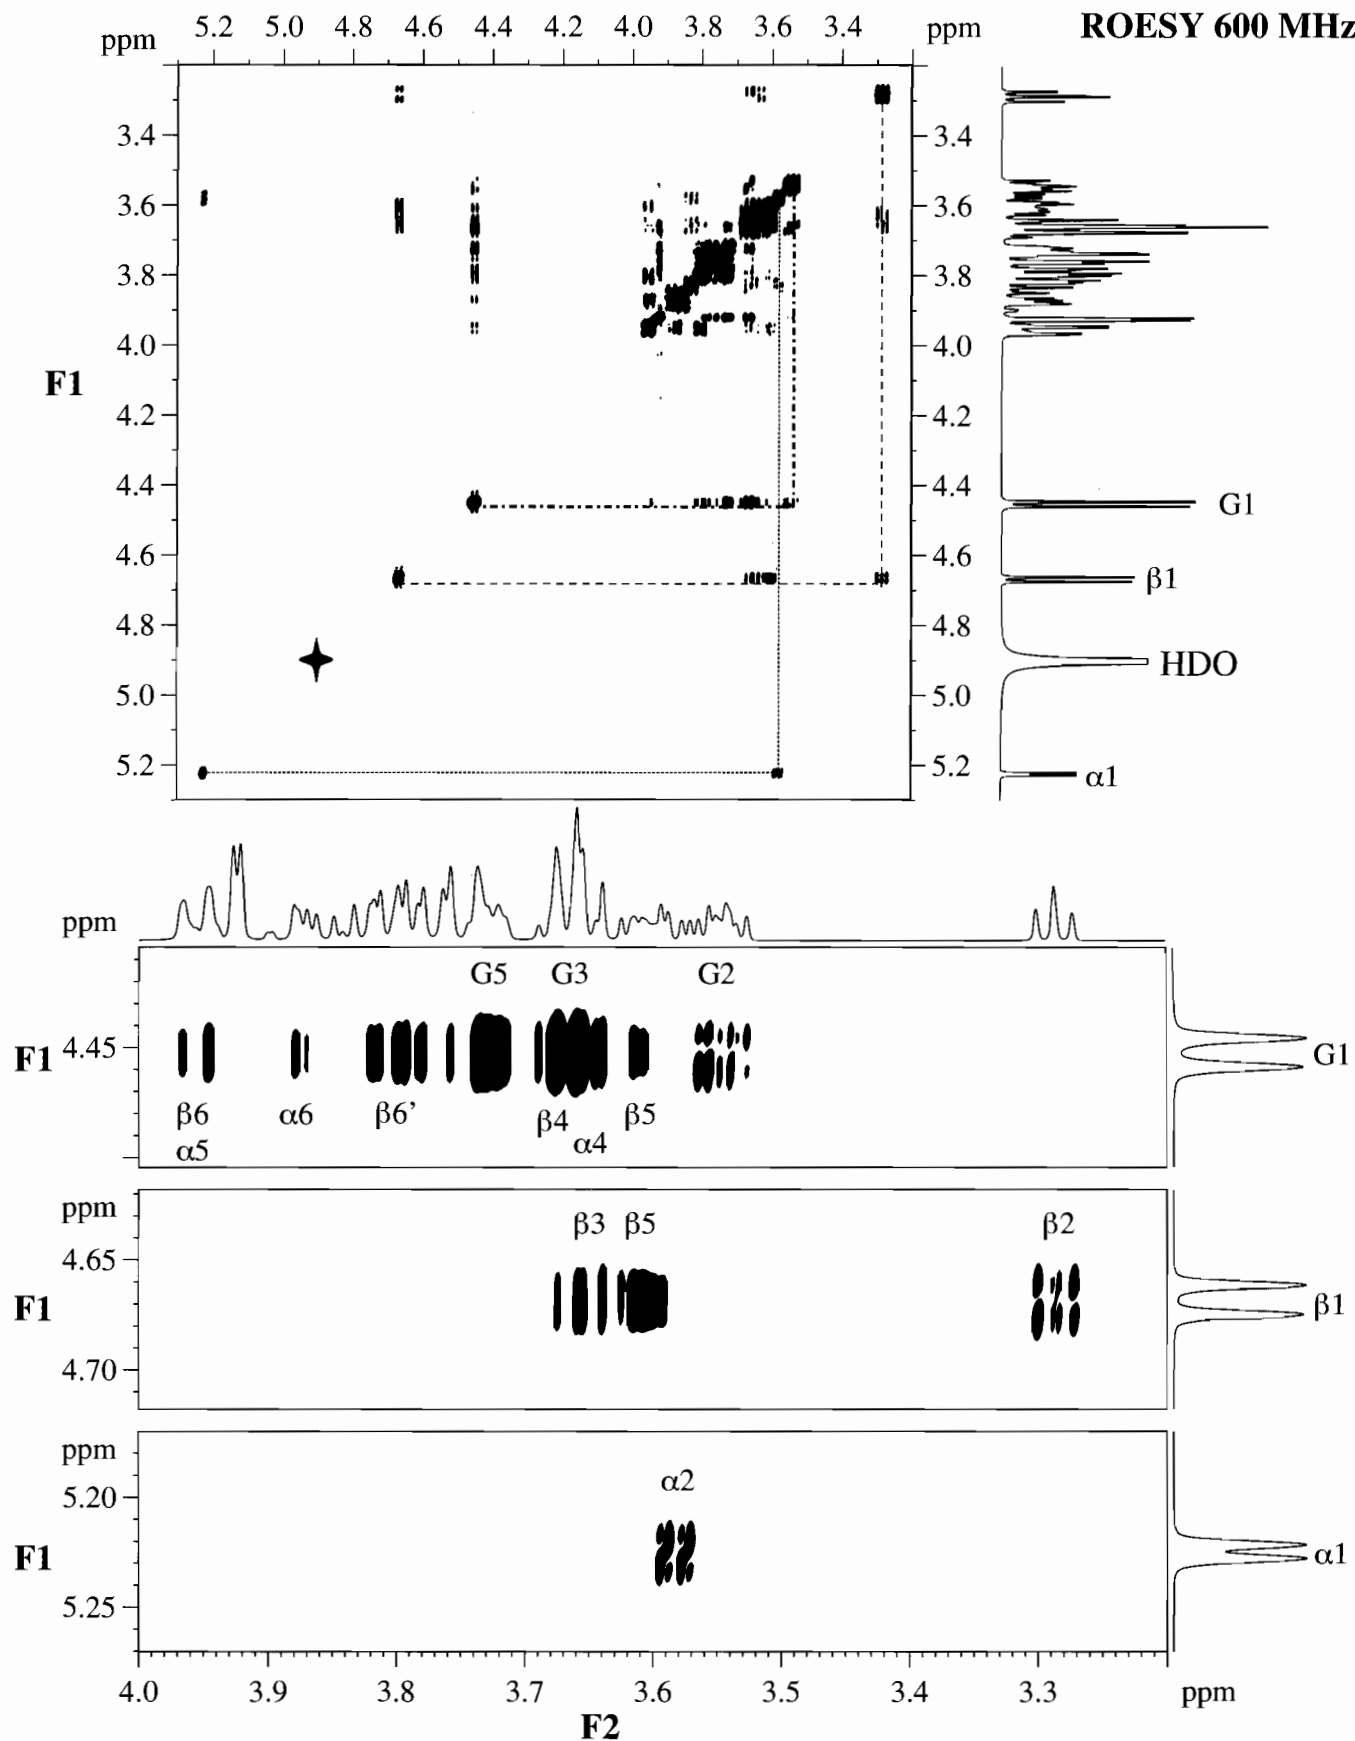 ROESY 600 MHz
ppm 5.2 5.0 4.8 4.6 4.4 4.2 4.0 3.8 3.6 3.4 ppm
3.4 3.4
3.6 3.6
3.8 3.8
4.0 4.0
F1
4.2 4.2
4.4 4.4
G1
4.6 4.6
β1
4.8 4.8
HDO
5.0 5.0
5.2 5.2
α1
ppm
G5 G3 G2
F1 4.45 G1
β6 α6 β6’ β4 β5
α5 α4
ppm
β3 β5 β2
4.65
F1 β1
4.70
ppm
α2
5.20
F1 α1
5.25
4.0 3.9 3.8 3.7 3.6 3.5 3.4 3.3 ppm
F2